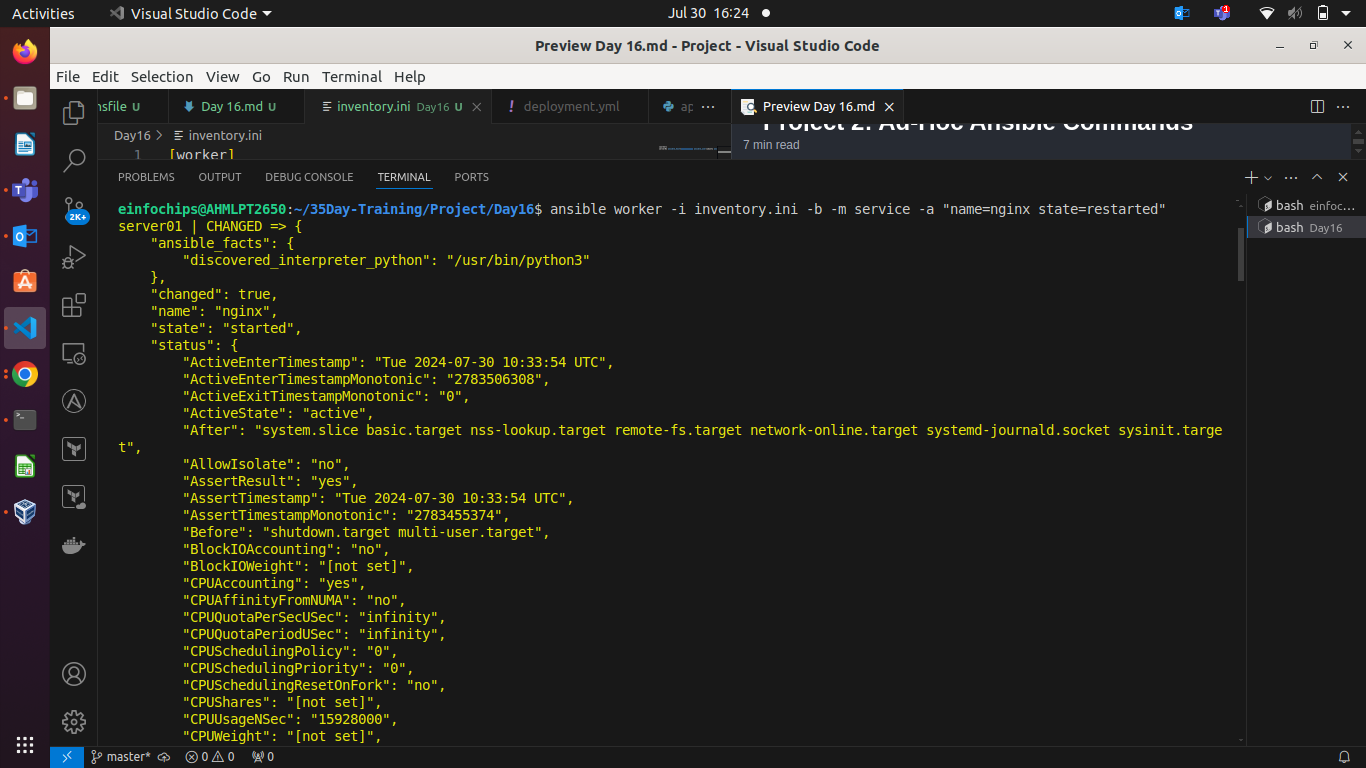 Activities
Visual Studio Code
Jul 30 16:24
1
Preview Day 16.md - Project - Visual Studio Code
File Edit Selection View Go Run Terminal Help
nsfile U
Day 16.md U
inventory.ini Day16 U
deployment.yml
ap
Preview Day 16.md
Day16 > inventory.ini
1 [worker]
Project 2: Ad-Hoc Ansible Commands
7 min read
PROBLEMS OUTPUT DEBUG CONSOLE TERMINAL PORTS
2K+
bash einfoc...
bash Day16
einfochips@AHMLPT2650:~/35Day-Training/Project/Day16$ ansible worker -i inventory.ini -b -m service -a "name=nginx state=restarted"
server01 | CHANGED => {
    "ansible_facts": {
        "discovered_interpreter_python": "/usr/bin/python3"
    },
    "changed": true,
    "name": "nginx",
    "state": "started",
    "status": {
        "ActiveEnterTimestamp": "Tue 2024-07-30 10:33:54 UTC",
        "ActiveEnterTimestampMonotonic": "2783506308",
        "ActiveExitTimestampMonotonic": "0",
        "ActiveState": "active",
        "After": "system.slice basic.target nss-lookup.target remote-fs.target network-online.target systemd-journald.socket sysinit.targe
t",
        "AllowIsolate": "no",
        "AssertResult": "yes",
        "AssertTimestamp": "Tue 2024-07-30 10:33:54 UTC",
        "AssertTimestampMonotonic": "2783455374",
        "Before": "shutdown.target multi-user.target",
        "BlockIOAccounting": "no",
        "BlockIOWeight": "[not set]",
        "CPUAccounting": "yes",
        "CPUAffinityFromNUMA": "no",
        "CPUQuotaPerSecUSec": "infinity",
        "CPUQuotaPeriodUSec": "infinity",
        "CPUSchedulingPolicy": "0",
        "CPUSchedulingPriority": "0",
        "CPUSchedulingResetOnFork": "no",
        "CPUShares": "[not set]",
        "CPUUsageNSec": "15928000",
        "CPUWeight": "[not set]",
master* 0 0 0